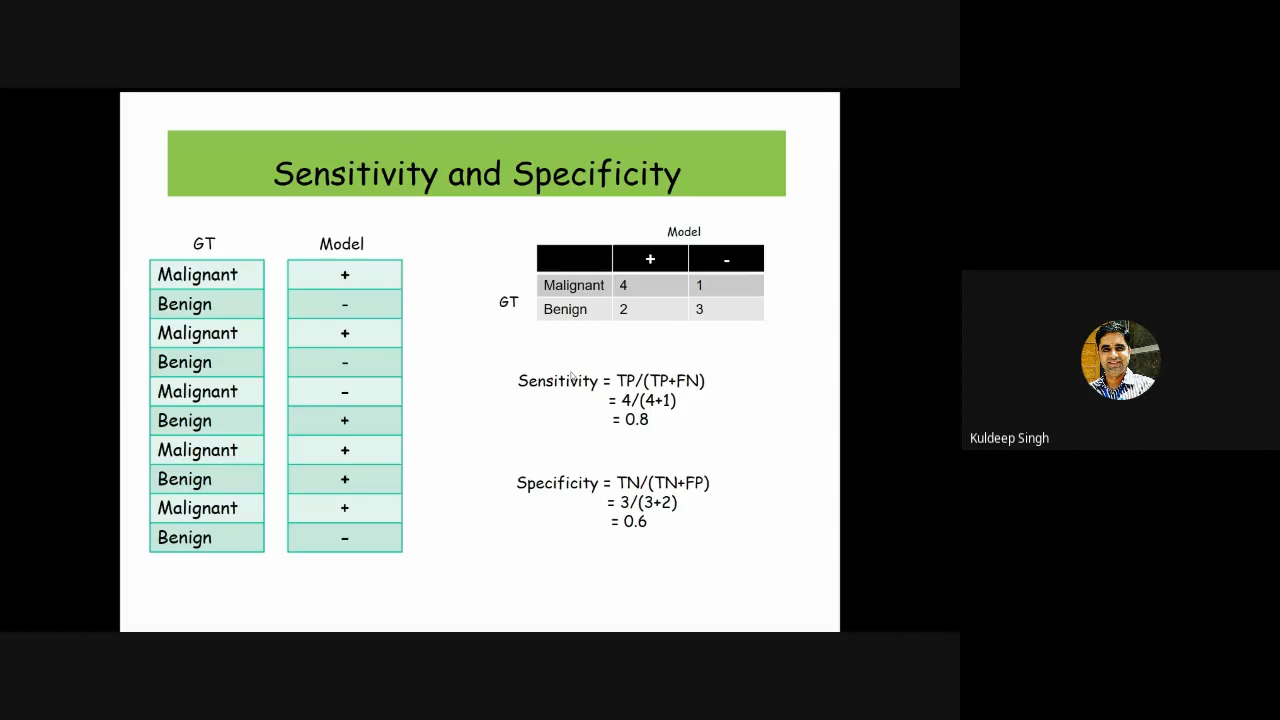 Sensitivity and Specificity
GT Model
Malignant +
Benign -
Malignant +
Benign -
Malignant -
Benign +
Malignant +
Benign +
Malignant +
Benign -
Model
+ -
Malignant 4 1
GT
Benign 2 3
Sensitivity = TP/(TP+FN)
= 4/(4+1)
= 0.8
Specificity = TN/(TN+FP)
= 3/(3+2)
= 0.6
Kuldeep Singh